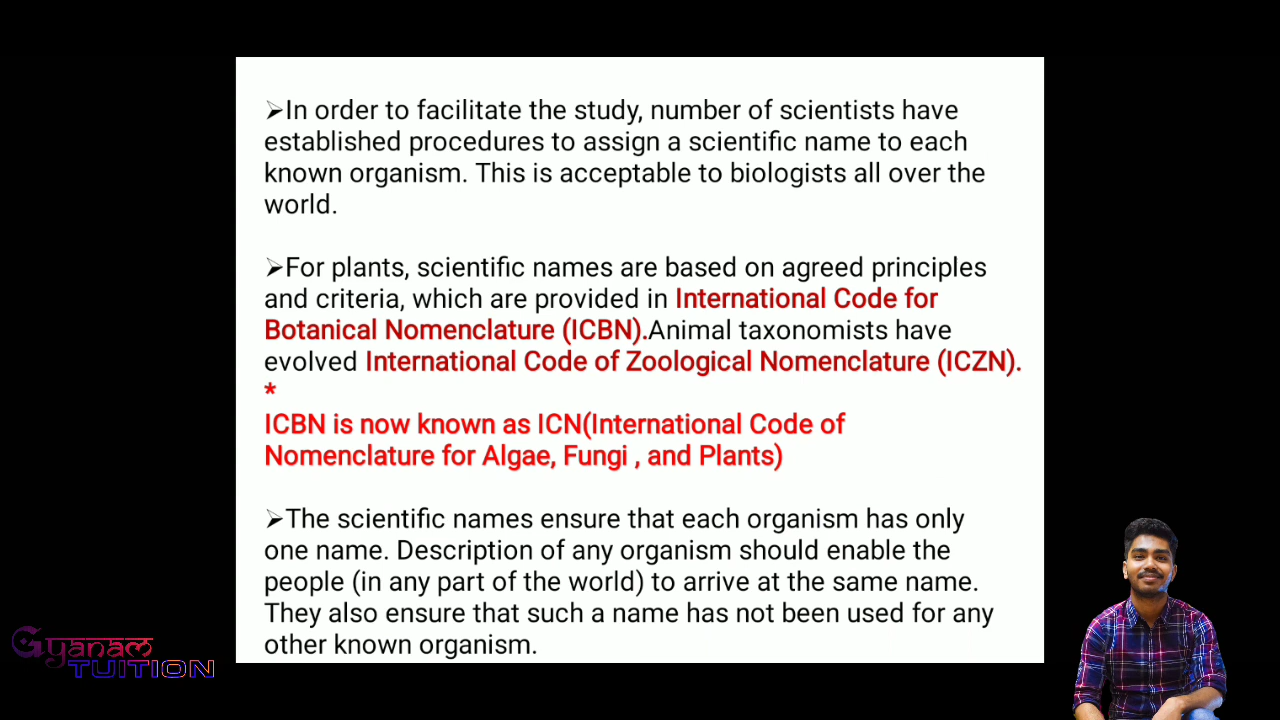 ➢In order to facilitate the study, number of scientists have
established procedures to assign a scientific name to each
known organism. This is acceptable to biologists all over the
world.
➢For plants, scientific names are based on agreed principles
and criteria, which are provided in International Code for
Botanical Nomenclature (ICBN).Animal taxonomists have
evolved International Code of Zoological Nomenclature (ICZN).
*
ICBN is now known as ICN(International Code of
Nomenclature for Algae, Fungi , and Plants)
➢The scientific names ensure that each organism has only
one name. Description of any organism should enable the
people (in any part of the world) to arrive at the same name.
They also ensure that such a name has not been used for any
other known organism.
Gyanam
TUITION